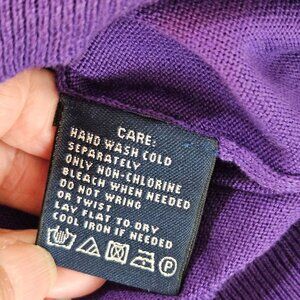 CARE:
HAND WASH COLD
SEPARATELY
ONLY NON-CHLORINE
BLEACH WHEN NEEDED
DO NOT WRING
OR TWIST
LAY FLAT TO DRY
COOL IRON IF NEEDED
P